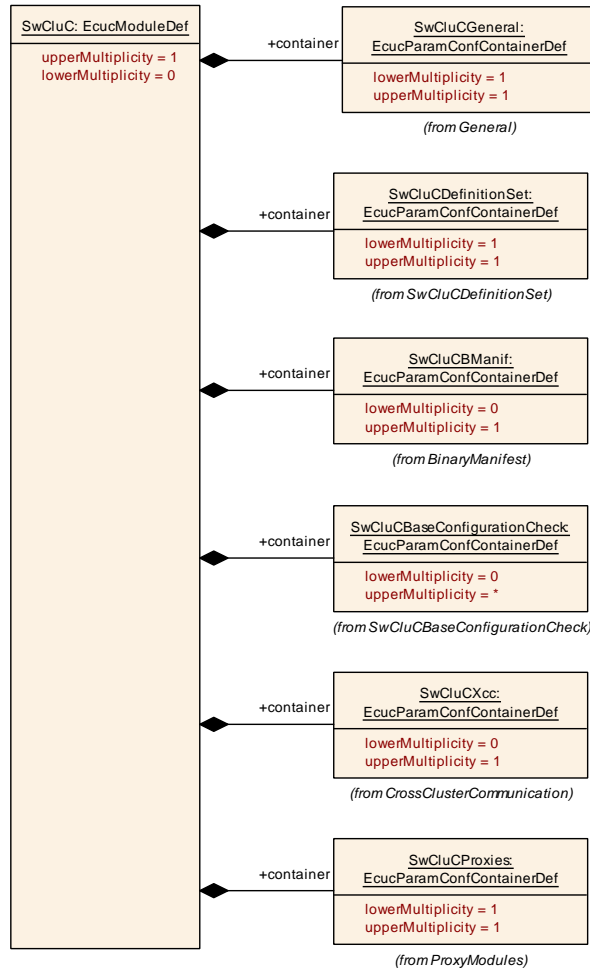 SwCluC: EcucModuleDef
upperMultiplicity = 1
lowerMultiplicity = 0
+container
SwCluCGeneral:
EcucParamConfContainerDef
lowerMultiplicity = 1
upperMultiplicity = 1
(from General)
+container
SwCluCDefinitionSet:
EcucParamConfContainerDef
lowerMultiplicity = 1
upperMultiplicity = 1
(from SwCluCDefinitionSet)
+container
SwCluCBManif:
EcucParamConfContainerDef
lowerMultiplicity = 0
upperMultiplicity = 1
(from BinaryManifest)
+container
SwCluCBaseConfigurationCheck:
EcucParamConfContainerDef
lowerMultiplicity = 0
upperMultiplicity = *
(from SwCluCBaseConfigurationCheck)
+container
SwCluCXcc:
EcucParamConfContainerDef
lowerMultiplicity = 0
upperMultiplicity = 1
(from CrossClusterCommunication)
+container
SwCluCProxies:
EcucParamConfContainerDef
lowerMultiplicity = 1
upperMultiplicity = 1
(from ProxyModules)